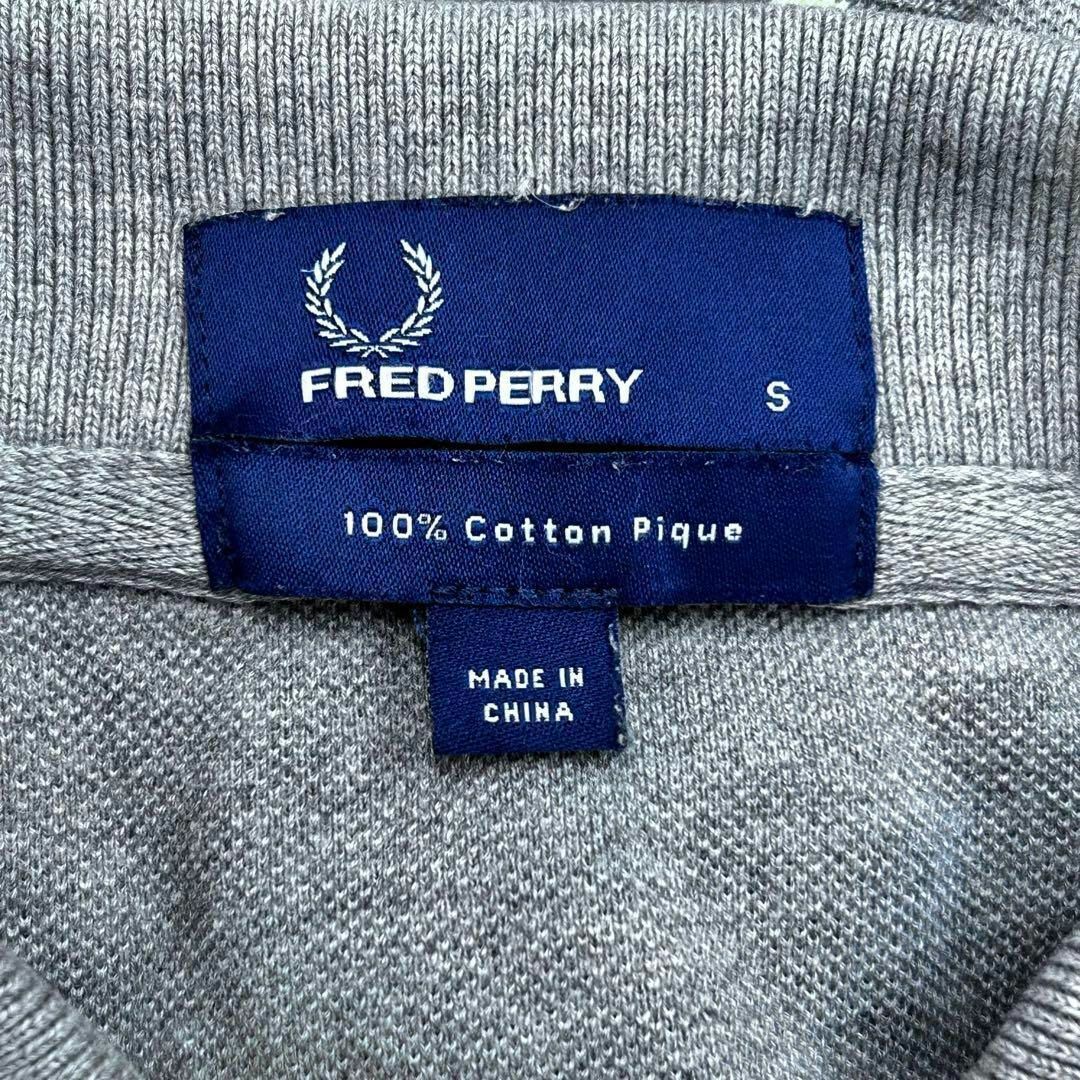 FRED PERRY
S
100% Cotton Pique
MADE IN
CHINA